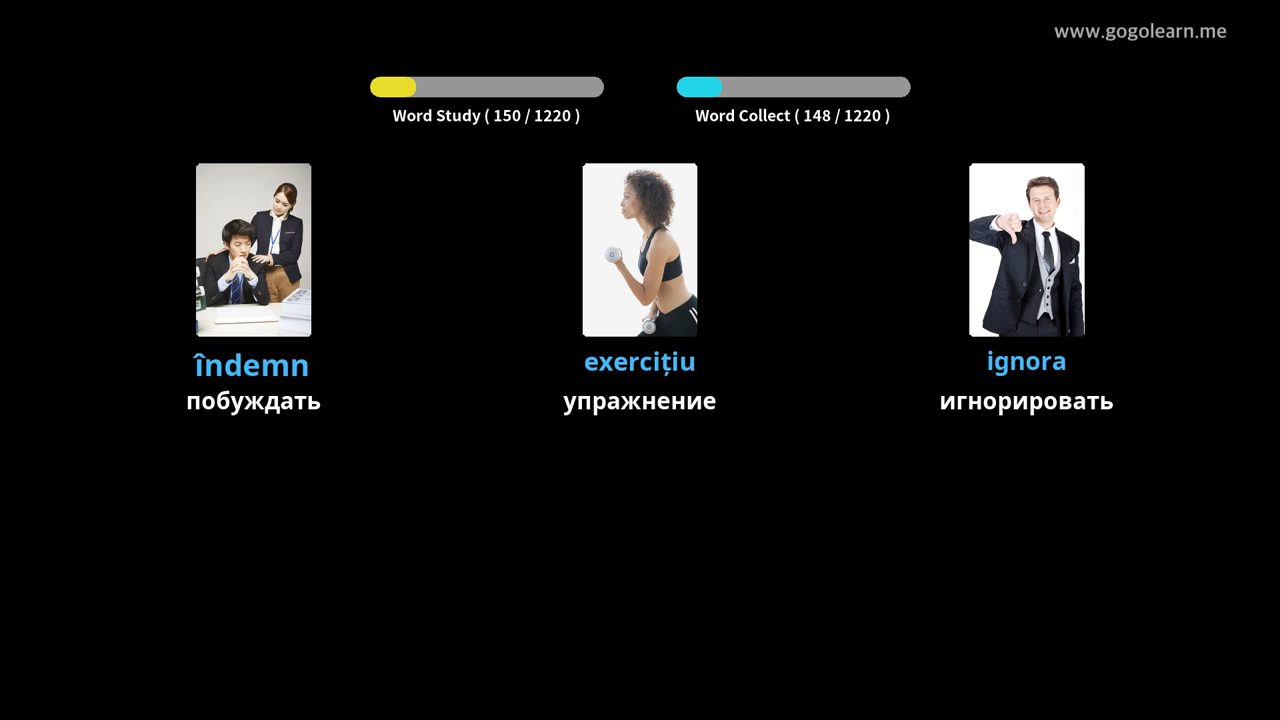 www.gogolearn.me
Word Study ( 150 / 1220 )
Word Collect ( 148 / 1220 )
îndemn
побуждать
exercițiu
упражнение
ignora
игнорировать